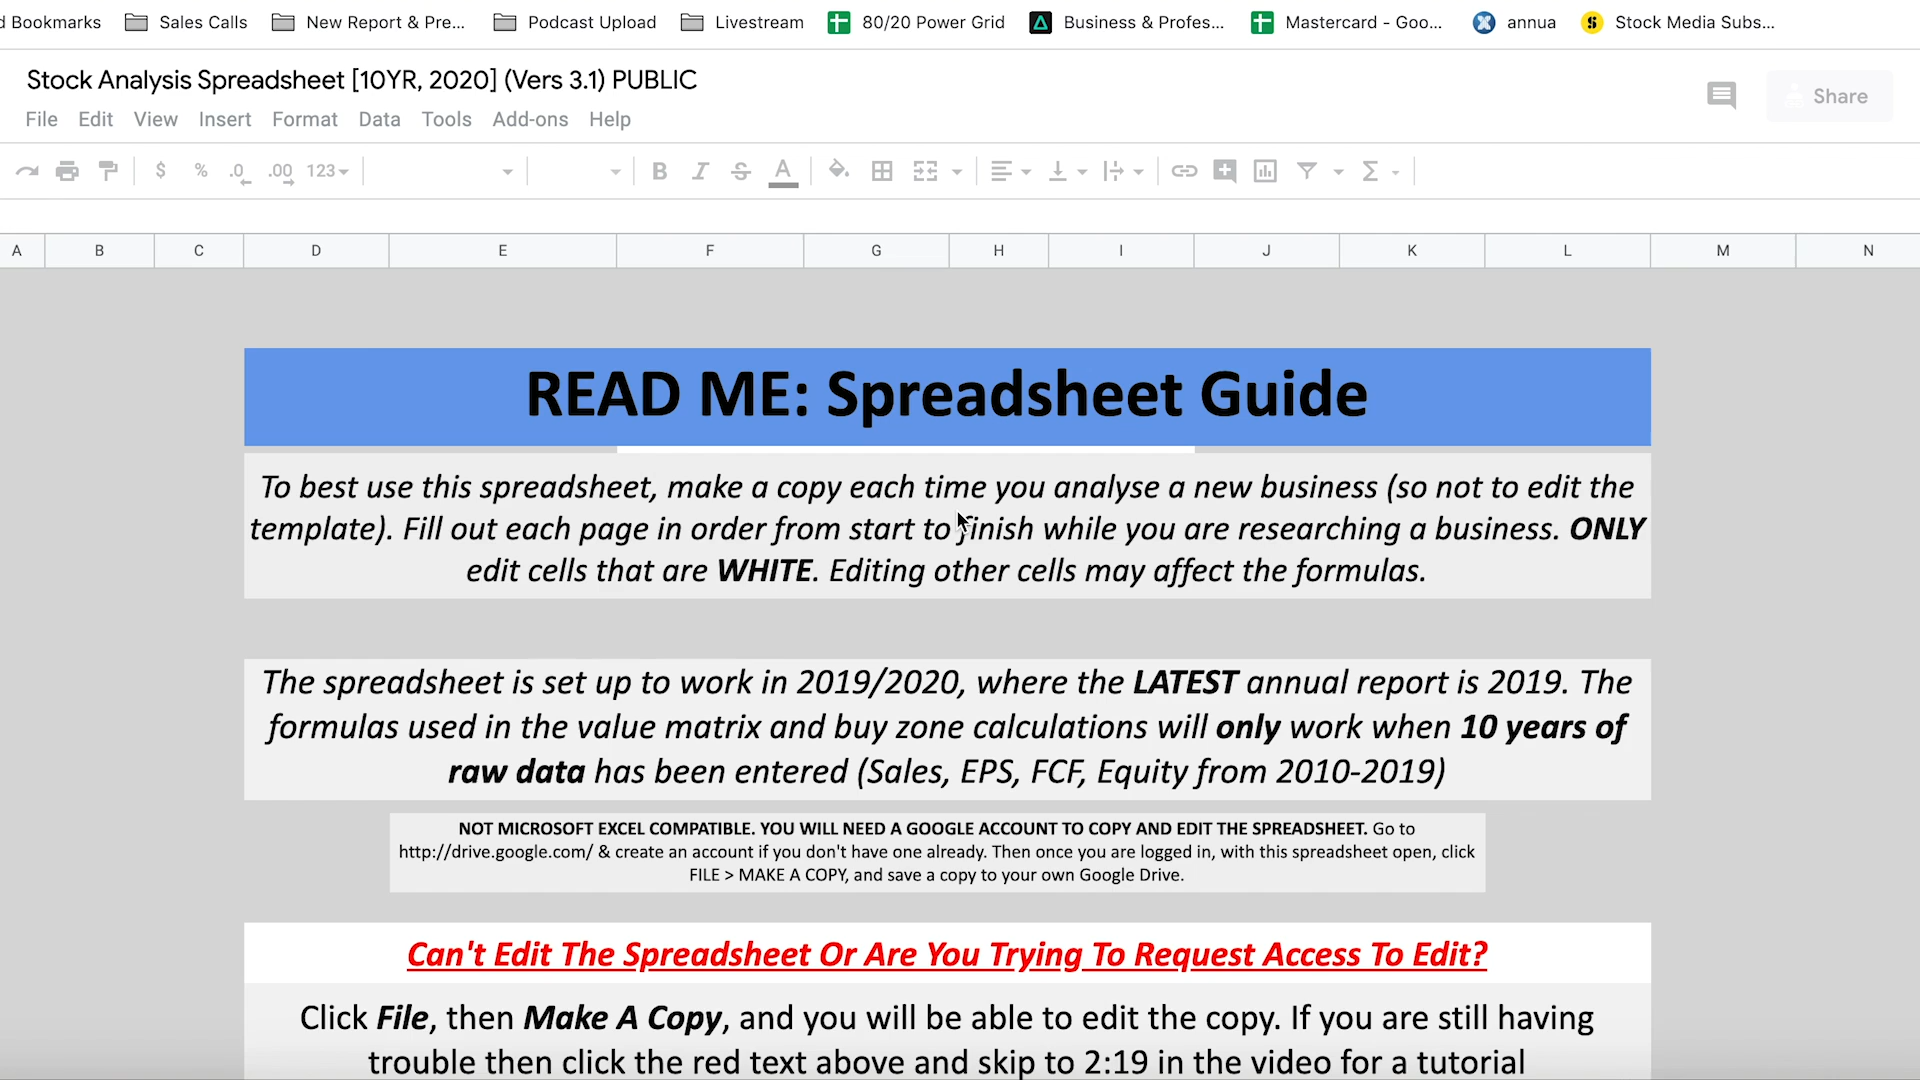 d Bookmarks Sales Calls New Report & Pre... Podcast Upload Livestream 80/20 Power Grid Business & Profes... Mastercard - Goo... annua Stock Media Subs...
Stock Analysis Spreadsheet [10YR, 2020] (Vers 3.1) PUBLIC
Share
File Edit View Insert Format Data Tools Add-ons Help
$ % .0 .00 123 B I S A Σ
A B C D E F G H I J K L M N
READ ME: Spreadsheet Guide
To best use this spreadsheet, make a copy each time you analyse a new business (so not to edit the
template). Fill out each page in order from start to finish while you are researching a business. ONLY
edit cells that are WHITE. Editing other cells may affect the formulas.
The spreadsheet is set up to work in 2019/2020, where the LATEST annual report is 2019. The
formulas used in the value matrix and buy zone calculations will only work when 10 years of
raw data has been entered (Sales, EPS, FCF, Equity from 2010-2019)
NOT MICROSOFT EXCEL COMPATIBLE. YOU WILL NEED A GOOGLE ACCOUNT TO COPY AND EDIT THE SPREADSHEET. Go to
http://drive.google.com/ & create an account if you don't have one already. Then once you are logged in, with this spreadsheet open, click
FILE > MAKE A COPY, and save a copy to your own Google Drive.
Can't Edit The Spreadsheet Or Are You Trying To Request Access To Edit?
Click File, then Make A Copy, and you will be able to edit the copy. If you are still having
trouble then click the red text above and skip to 2:19 in the video for a tutorial